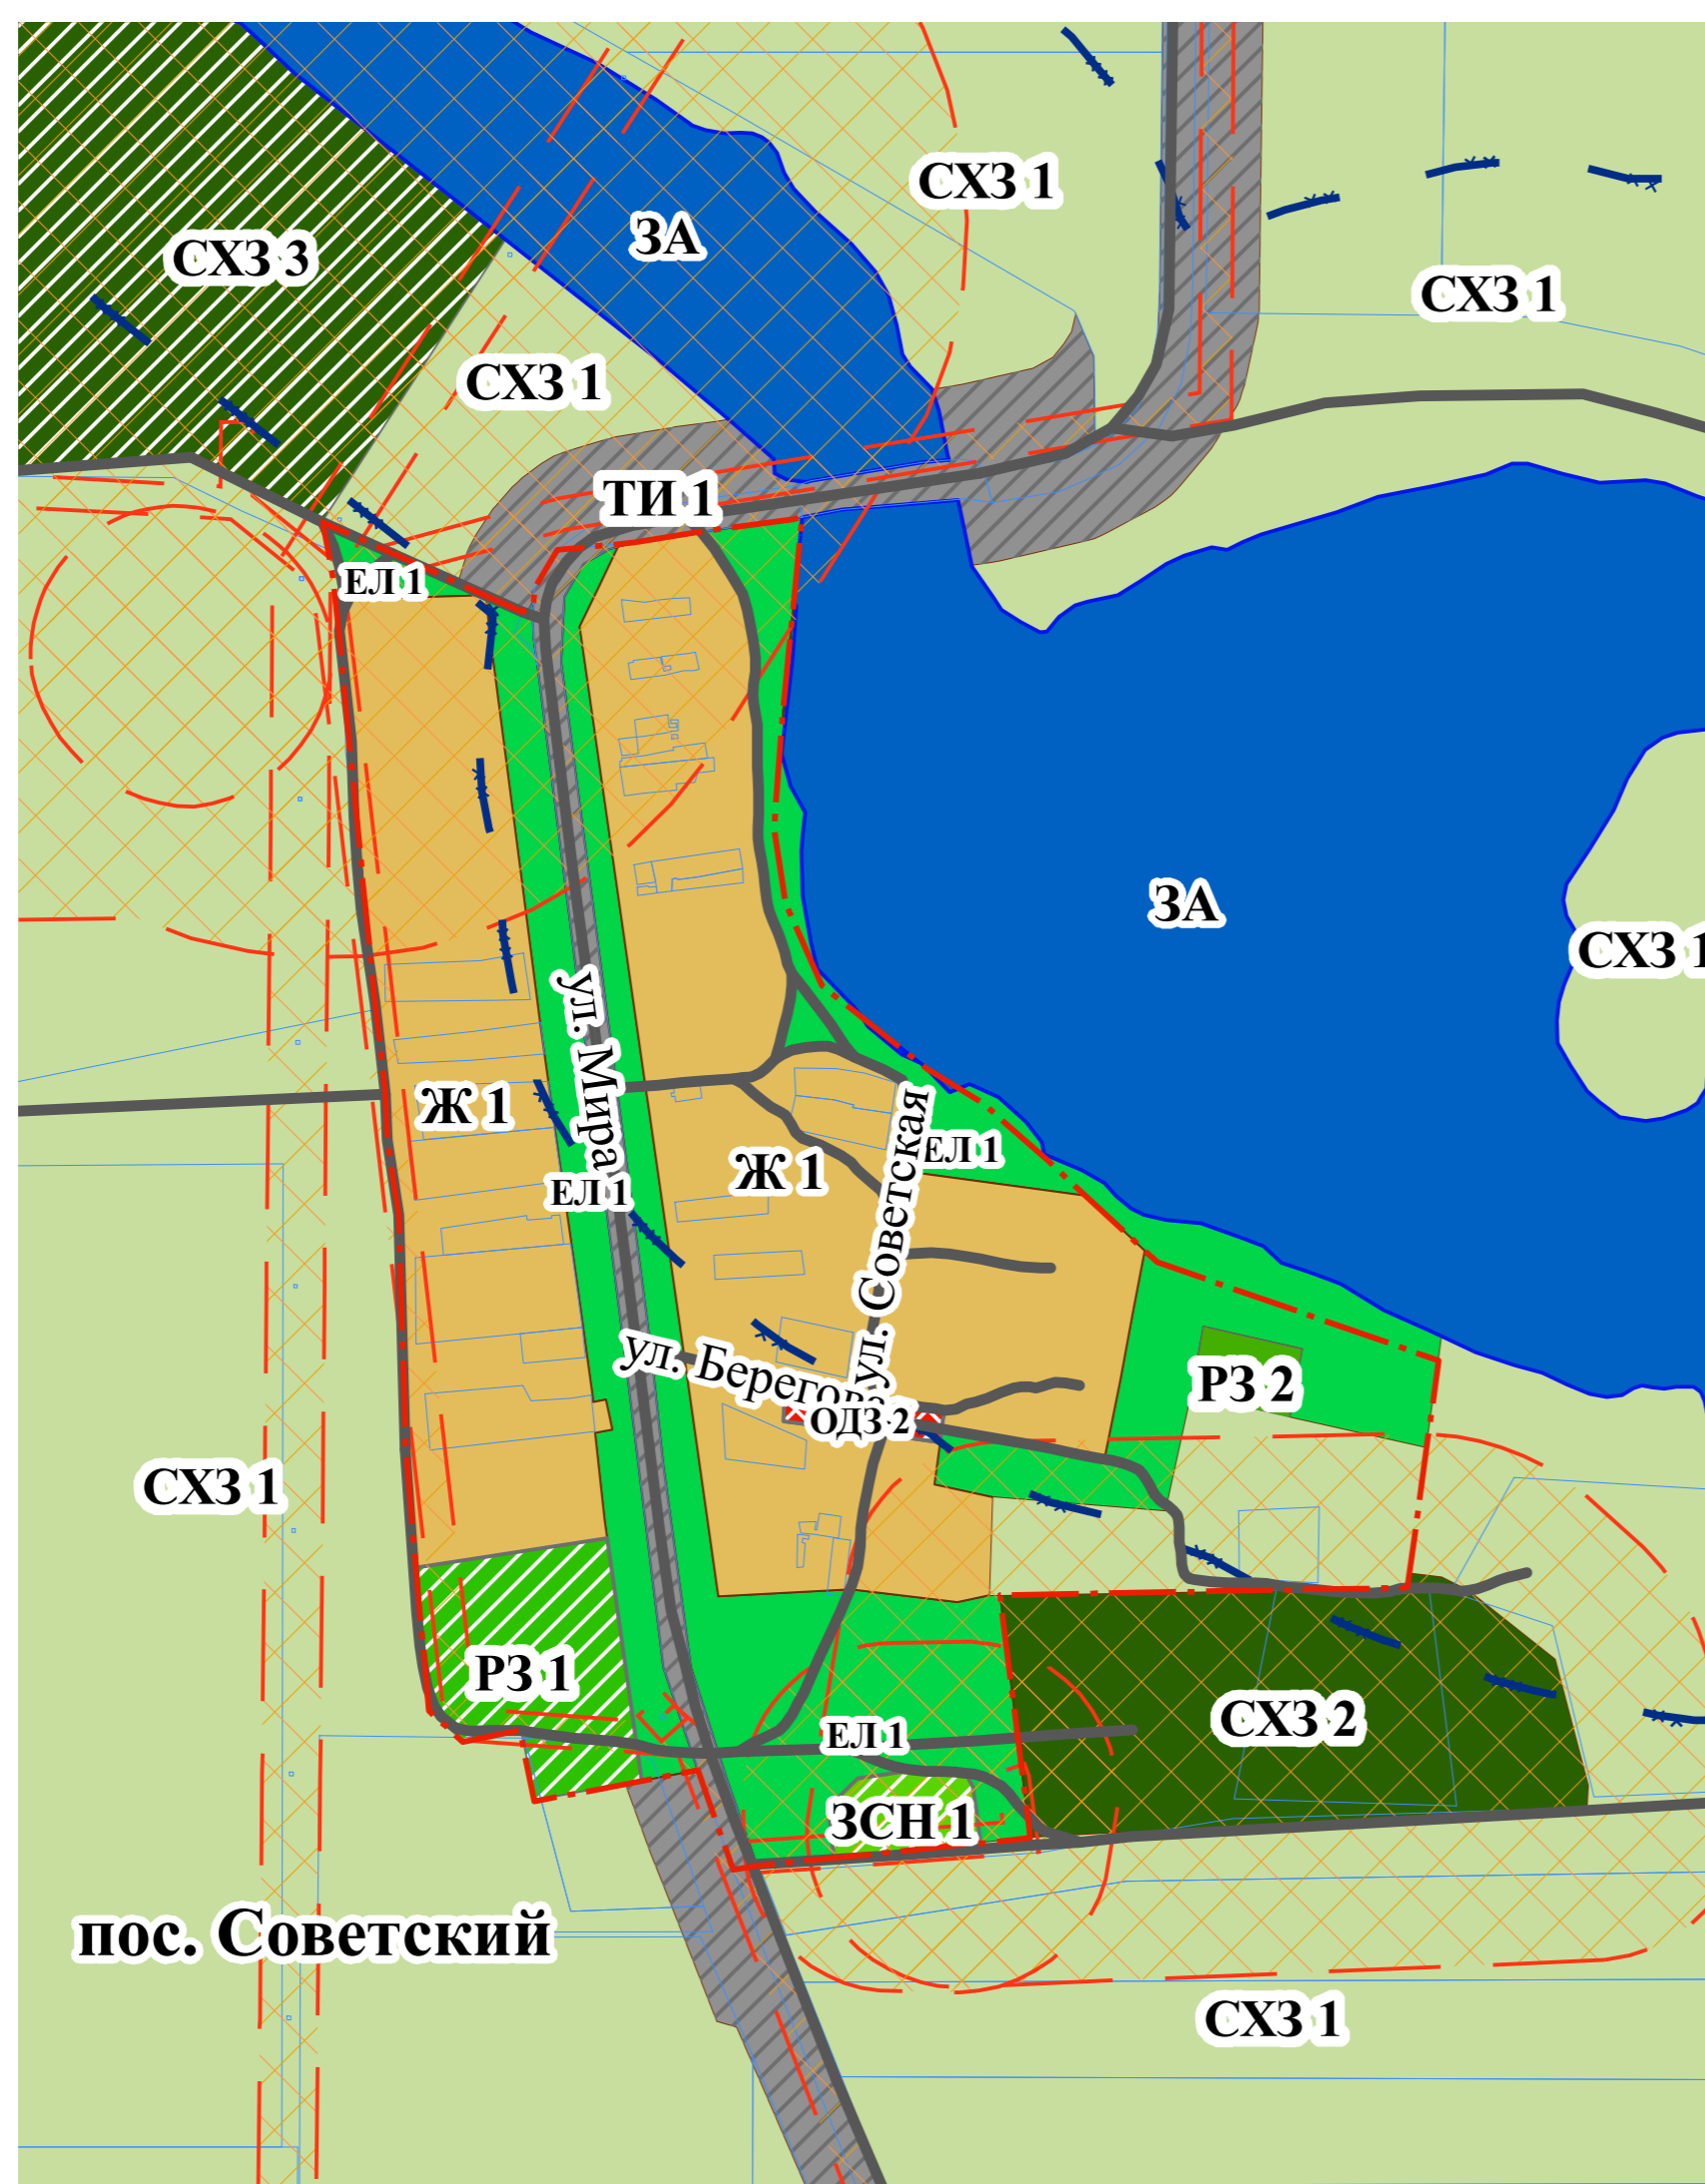 СХЗ 1
ЗА
СХЗ 3
СХЗ 1
СХЗ 1
ТИ 1
ЕЛ 1
ЗА
СХЗ 1
ул. Мира
Ж 1
Ж 1
ЕЛ 1
ЕЛ 1
ул. Советская
ул. Берегова
РЗ 2
ОДЗ 2
СХЗ 1
РЗ 1
СХЗ 2
ЕЛ 1
ЗСН 1
пос. Советский
СХЗ 1